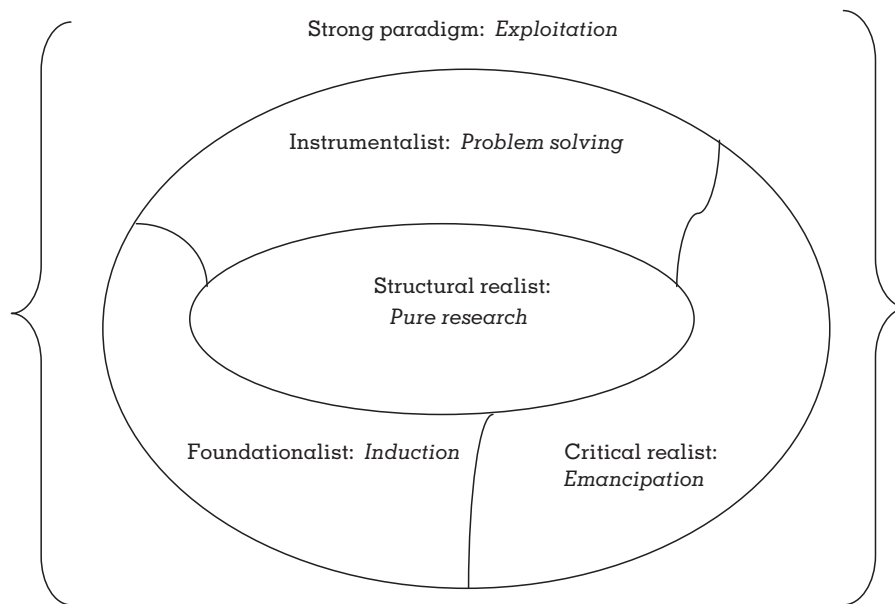 Strong paradigm: Exploitation
Instrumentalist: Problem solving
Structural realist:
Pure research
Foundationalist: Induction
Critical realist:
Emancipation